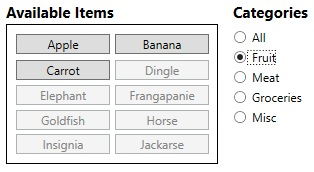 Available Items
Apple Banana
Carrot Dingle
Elephant Frangapanie
Goldfish Horse
Insignia Jackarse
Categories
All
Fruit
Meat
Groceries
Misc